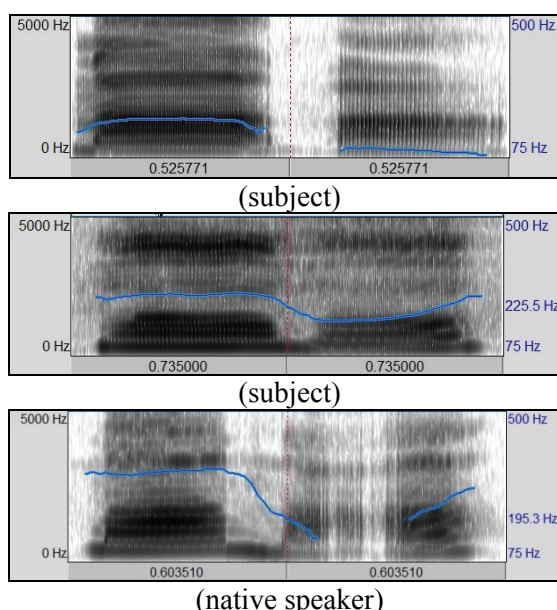 5000 Hz 500 Hz
0 Hz 75 Hz
0.525771 0.525771
(subject)
5000 Hz 500 Hz
225.5 Hz
0 Hz 75 Hz
0.735000 0.735000
(subject)
5000 Hz 500 Hz
195.3 Hz
0 Hz 75 Hz
0.603510 0.603510
(native speaker)